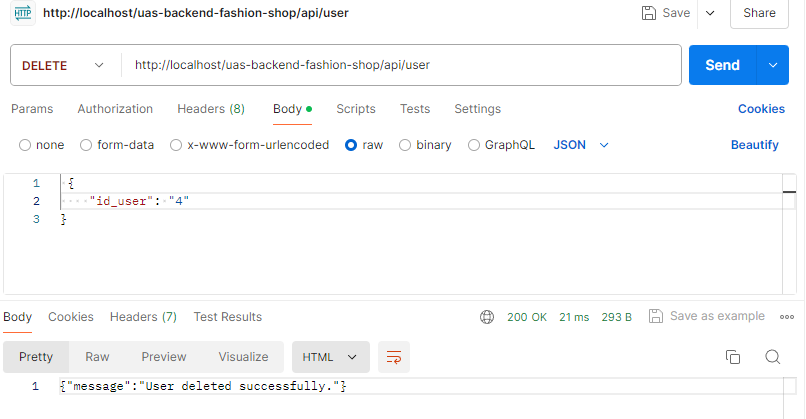 HTTP http://localhost/uas-backend-fashion-shop/api/user Save Share
DELETE http://localhost/uas-backend-fashion-shop/api/user Send
Params Authorization Headers (8) Body Scripts Tests Settings Cookies
none form-data x-www-form-urlencoded raw binary GraphQL JSON Beautify
1 {
2 "id_user": "4"
3 }
Body Cookies Headers (7) Test Results 200 OK 21 ms 293 B Save as example
Pretty Raw Preview Visualize HTML
1 {"message":"User deleted successfully."}